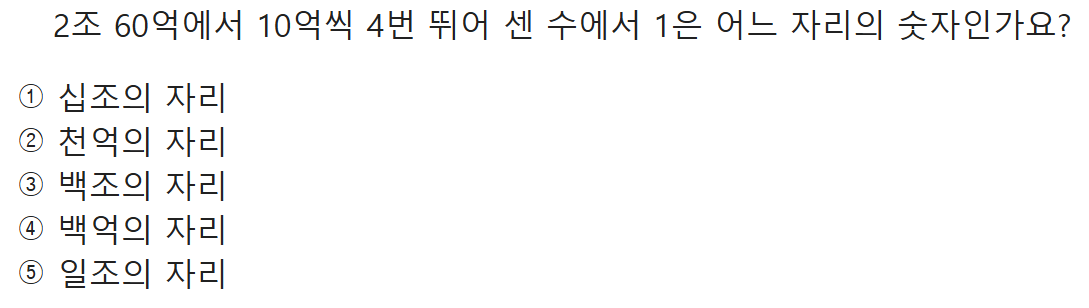 2조 60억에서 10억씩 4번 뛰어 센 수에서 1은 어느 자리의 숫자인가요?
① 십조의 자리
② 천억의 자리
③ 백조의 자리
④ 백억의 자리
⑤ 일조의 자리